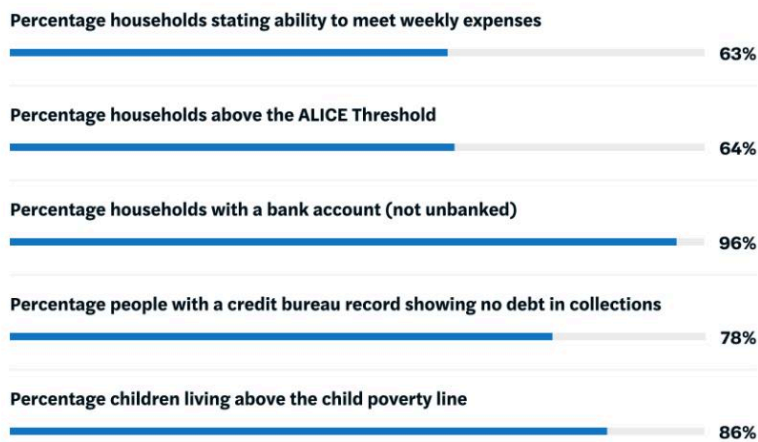 Percentage households stating ability to meet weekly expenses
63%
Percentage households above the ALICE Threshold
64%
Percentage households with a bank account (not unbanked)
96%
Percentage people with a credit bureau record showing no debt in collections
78%
Percentage children living above the child poverty line
86%